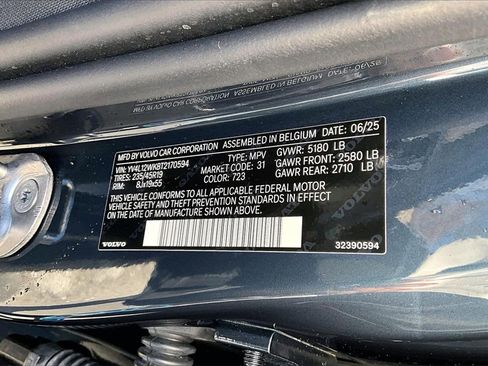 MFD BY VOLVO CAR CORPORATION ASSEMBLED IN BELGIUM DATE: 06/25
VIN: YV4L12WK8T2170594 TYPE: MPV GVWR: 5180 LB
TIRES: 235/45R19 MARKET CODE: 31 GAWR FRONT: 2580 LB
RIM: 8Jx19x55 COLOR: 723 GAWR REAR: 2710 LB
THIS VEHICLE CONFORMS TO ALL APPLICABLE FEDERAL MOTOR
VEHICLE SAFETY AND THEFT PREVENTION STANDARDS IN EFFECT
ON THE DATE OF MANUFACTURE SHOWN ABOVE.
VOLVO 32390594